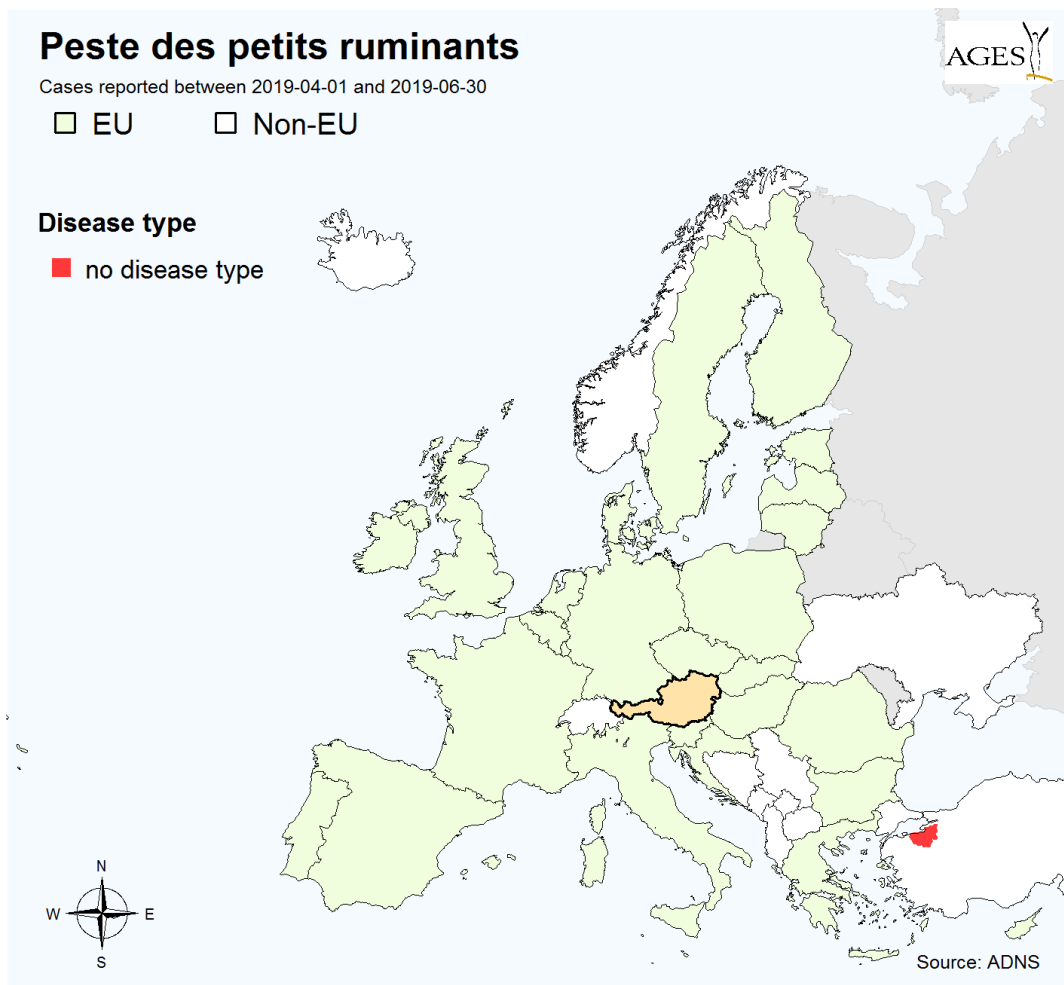 Peste des petits ruminants
AGES
Cases reported between 2019-04-01 and 2019-06-30
EU Non-EU
Disease type
no disease type
N
W E
S
Source: ADNS